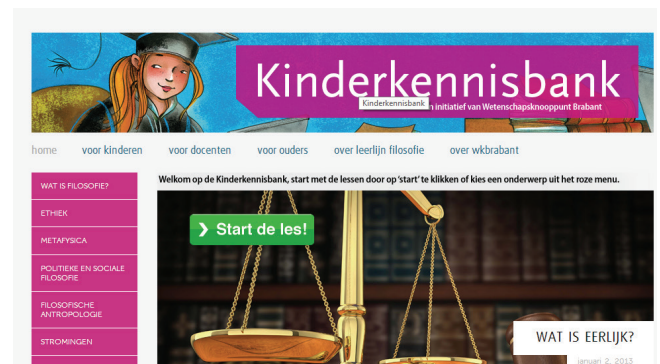 Kinderkennisbank
Kinderkennisbank
n initiatief van Wetenschapsknooppunt Brabant
home voor kinderen voor docenten voor ouders over leerlijn filosofie over wkbrabant
Welkom op de Kinderkennisbank, start met de lessen door op ‘start’ te klikken of kies een onderwerp uit het roze menu.
WAT IS FILOSOFIE?
ETHIEK
METAFYSICA
POLITIEKE EN SOCIALE
FILOSOFIE
FILOSOFISCHE
ANTROPOLOGIE
STROMINGEN
Start de les!
WAT IS EERLIJK?
januari 2, 2013